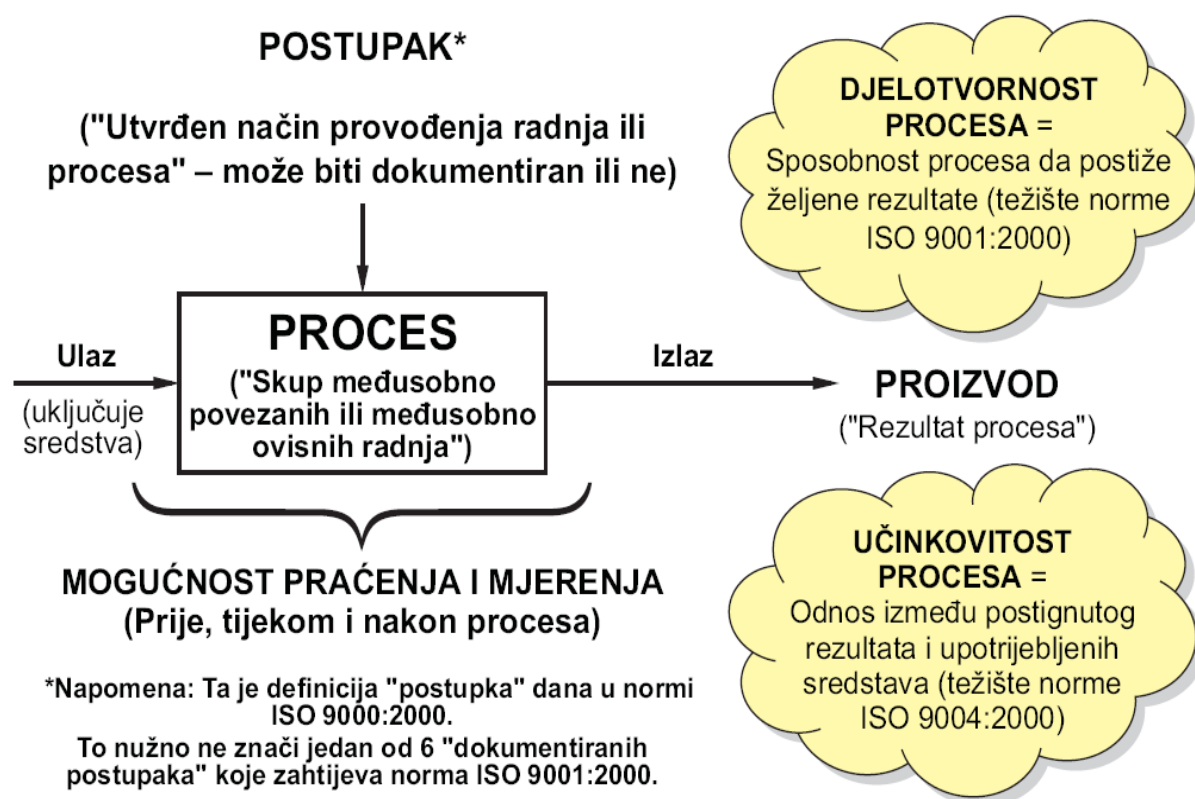 POSTUPAK*
("Utvrđen način provođenja radnja ili
procesa" – može biti dokumentiran ili ne)
DJELOTVORNOST
PROCESA =
Sposobnost procesa da postiže
željene rezultate (težište norme
ISO 9001:2000)
Ulaz
(uključuje
sredstva)
PROCES
("Skup međusobno
povezanih ili međusobno
ovisnih radnja")
Izlaz
PROIZVOD
("Rezultat procesa")
MOGUĆNOST PRAĆENJA I MJERENJA
(Prije, tijekom i nakon procesa)
UČINKOVITOST
PROCESA =
Odnos između postignutog
rezultata i upotrijebljenih
sredstava (težište norme
ISO 9004:2000)
*Napomena: Ta je definicija "postupka" dana u normi
ISO 9000:2000.
To nužno ne znači jedan od 6 "dokumentiranih
postupaka" koje zahtijeva norma ISO 9001:2000.